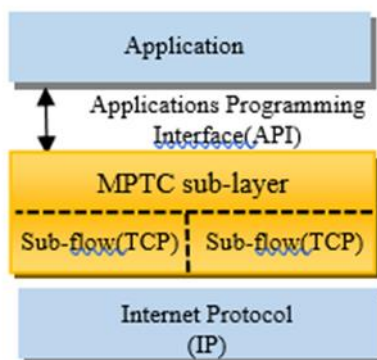 Application
Applications Programming
Interface(API)
MPTC sub-layer
Sub-flow(TCP) Sub-flow(TCP)
Internet Protocol
(IP)